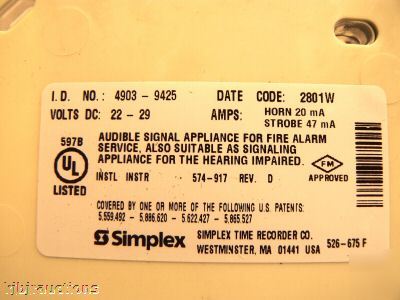 I.D. NO.: 4903 - 9425 DATE CODE: 2801W
VOLTS DC: 22 - 29 AMPS: HORN 20 mA
STROBE 47 mA
597B
UL
LISTED
AUDIBLE SIGNAL APPLIANCE FOR FIRE ALARM
SERVICE, ALSO SUITABLE AS SIGNALING
APPLIANCE FOR THE HEARING IMPAIRED.
INSTL INSTR 574-917 REV. D
FM
APPROVED
COVERED BY ONE OR MORE OF THE FOLLOWING U.S. PATENTS:
5,559,492 - 5,886,620 - 5,622,427 - 5,865,527
Simplex
SIMPLEX TIME RECORDER CO.
WESTMINSTER, MA 01441 USA 526-675 F
hjbjrauctions